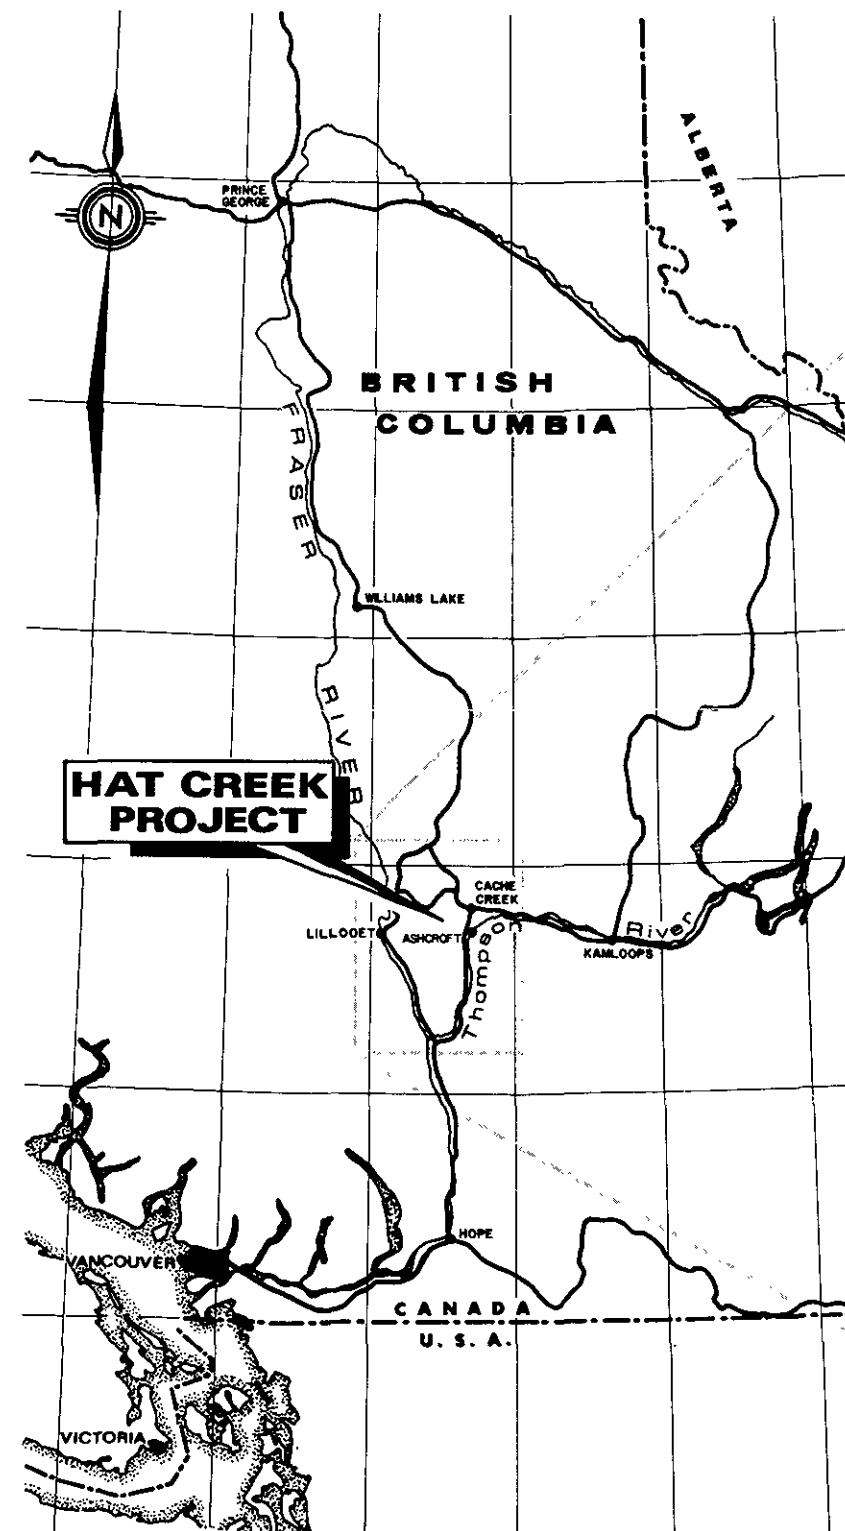 ALBERTA
PRINCE
GEORGE
N
BRITISH
COLUMBIA
FRASER
WILLIAMS LAKE
RIVER
HAT CREEK
PROJECT
CACHE
CREEK
LILLOOET
ASHCROFT
Thompson
River
KAMLOOPS
HOPE
VANCOUVER
CANADA
U.S.A.
VICTORIA